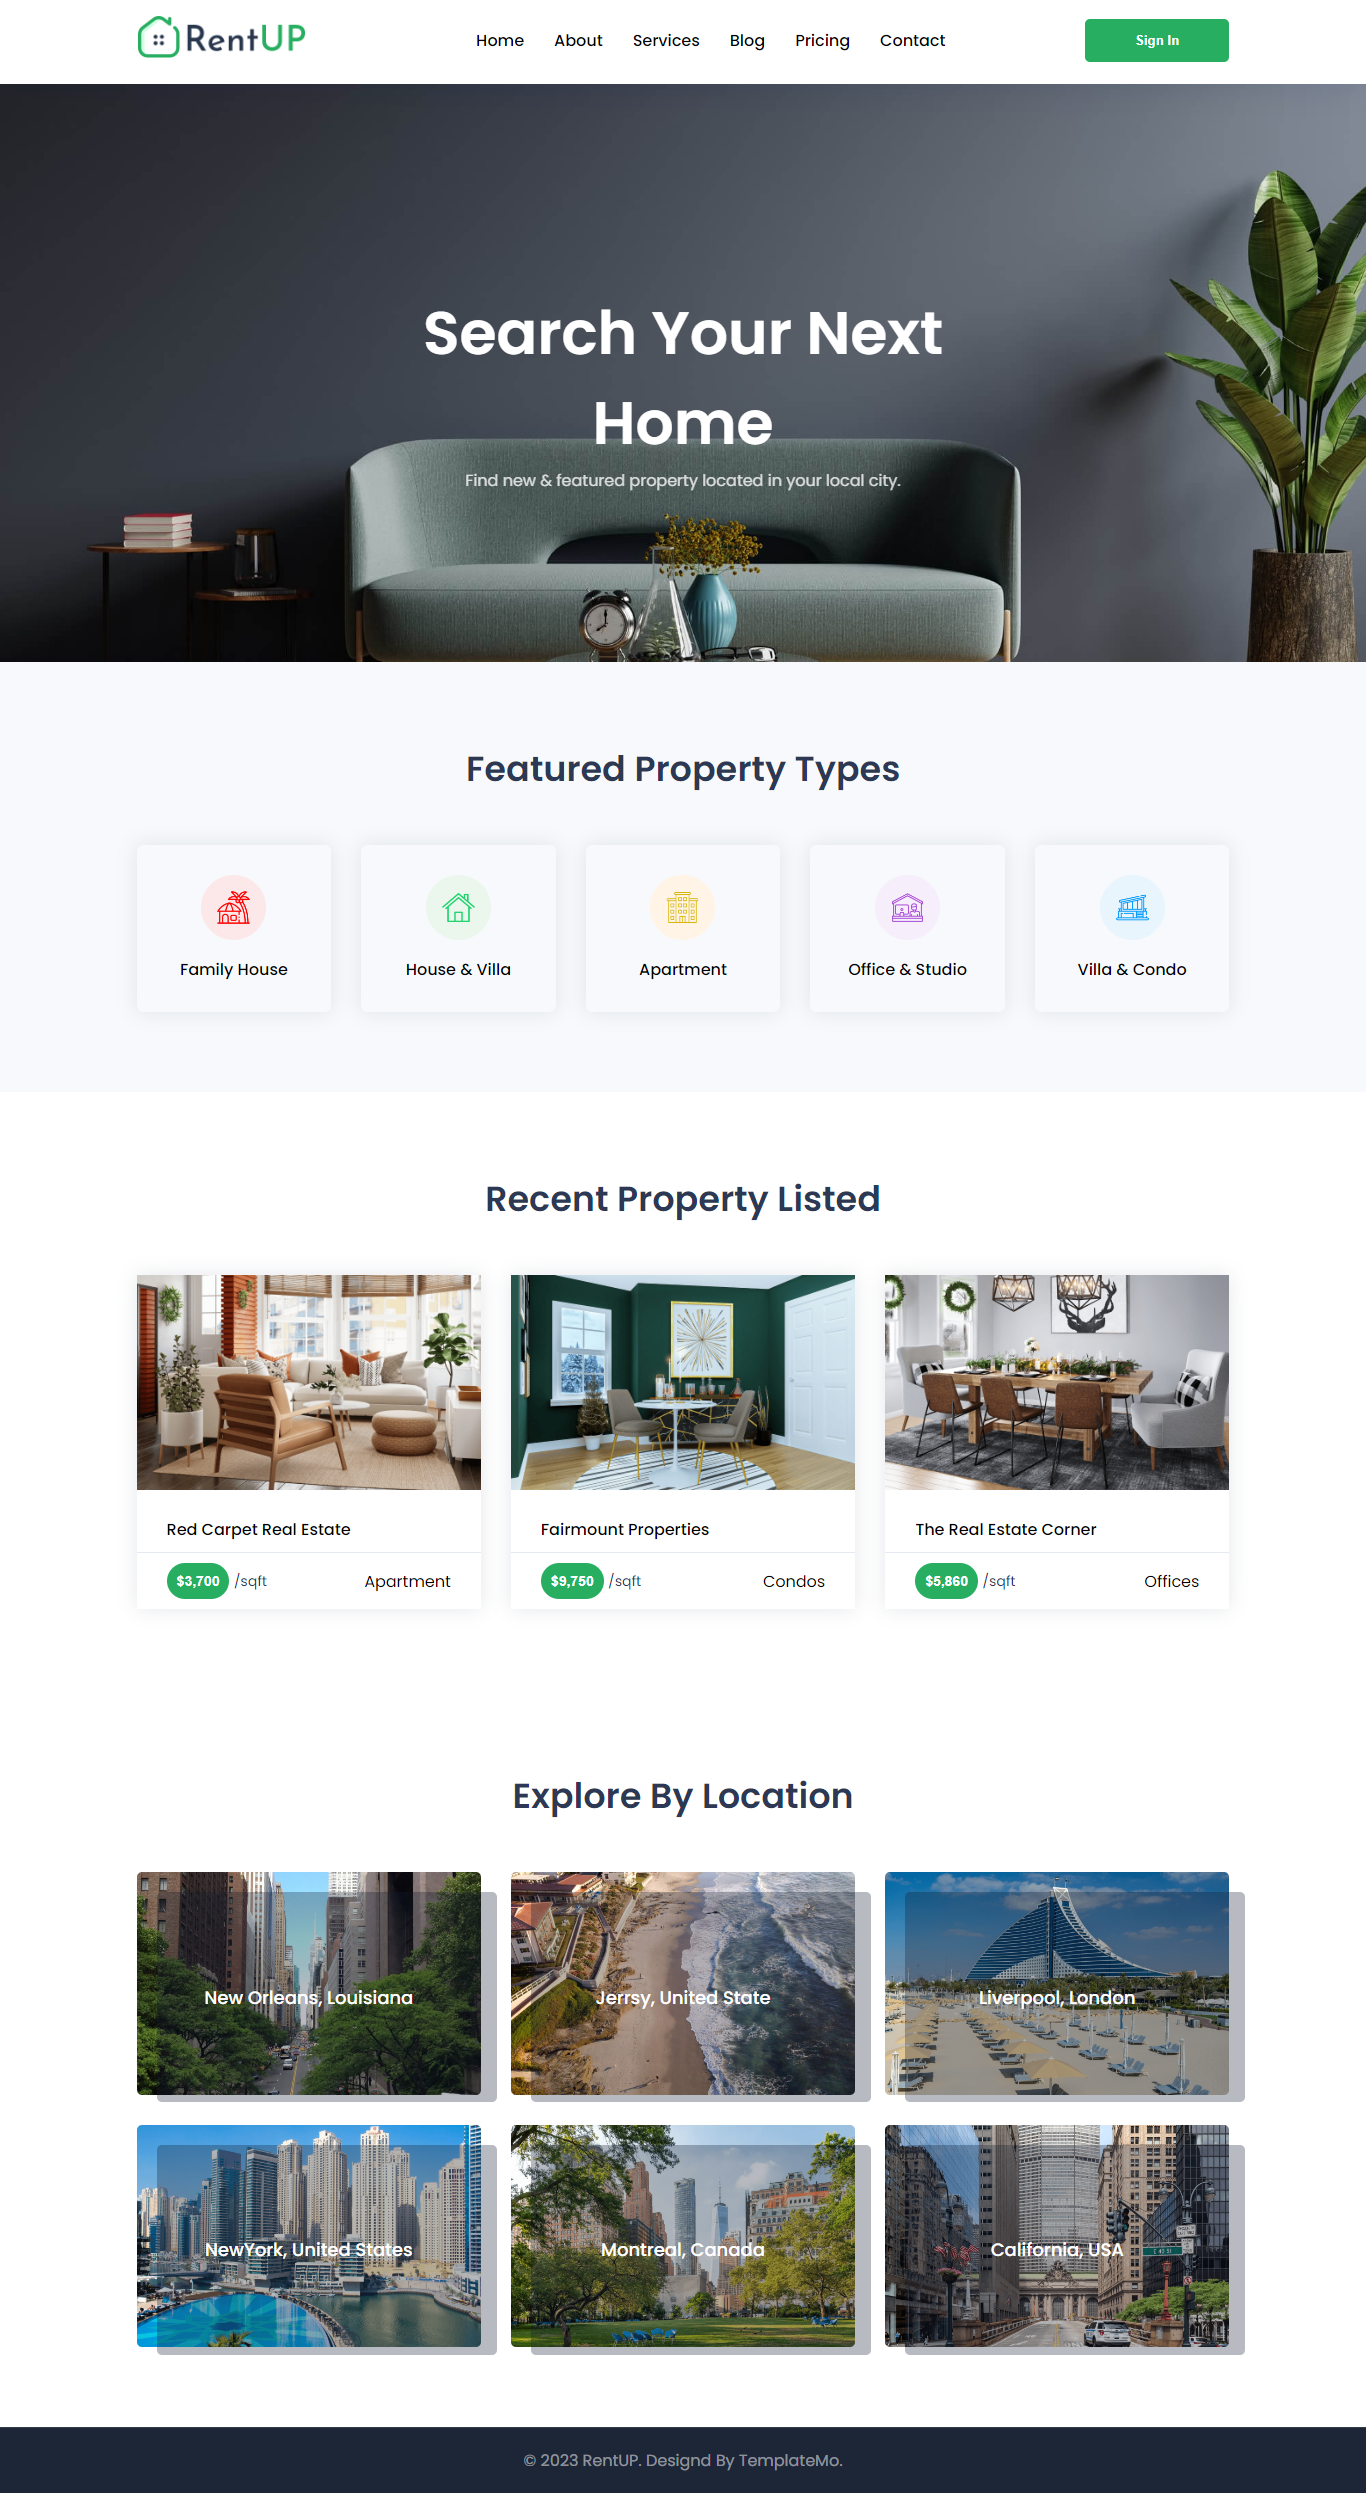 RentUP
Home About Services Blog Pricing Contact
Sign In
Search Your Next
Home
Find new & featured property located in your local city.
Featured Property Types
Family House
House & Villa
Apartment
Office & Studio
Villa & Condo
Recent Property Listed
Red Carpet Real Estate
$3,700 /sqft Apartment
Fairmount Properties
$9,750 /sqft Condos
The Real Estate Corner
$5,860 /sqft Offices
Explore By Location
New Orleans, Louisiana
Jerrsy, United State
Liverpool, London
NewYork, United States
Montreal, Canada
California, USA
© 2023 RentUP. Designd By TemplateMo.